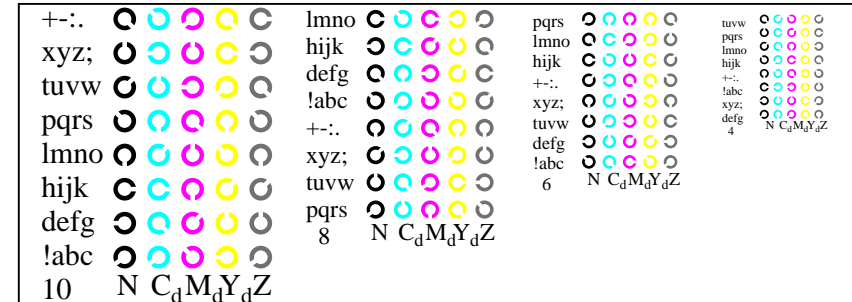 +-:.
xyz;
tuvw
pqrs
lmno
hijk
defg
!abc
10 N CdMdYdZ
lmno
hijk
defg
!abc
+-:.
xyz;
tuvw
pqrs
8 N CdMdYdZ
pqrs
lmno
hijk
+-:.
xyz;
tuvw
defg
!abc
6 N CdMdYdZ
tuvw
pqrs
lmno
hijk
+-:.
!abc
xyz;
defg
4 N CdMdYdZ